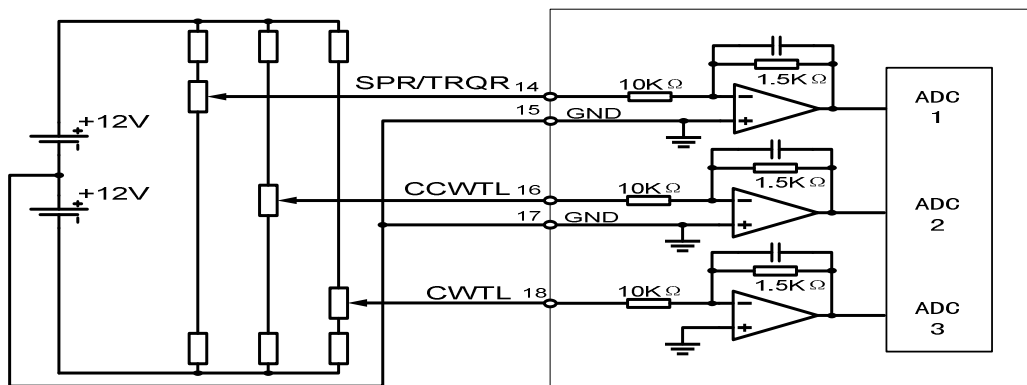 +12V
+12V
SPR/TRQR 14
15 GND
CCWTL 16
17 GND
CWTL 18
10KΩ
1.5KΩ
10KΩ
1.5KΩ
10KΩ
1.5KΩ
ADC
1
ADC
2
ADC
3